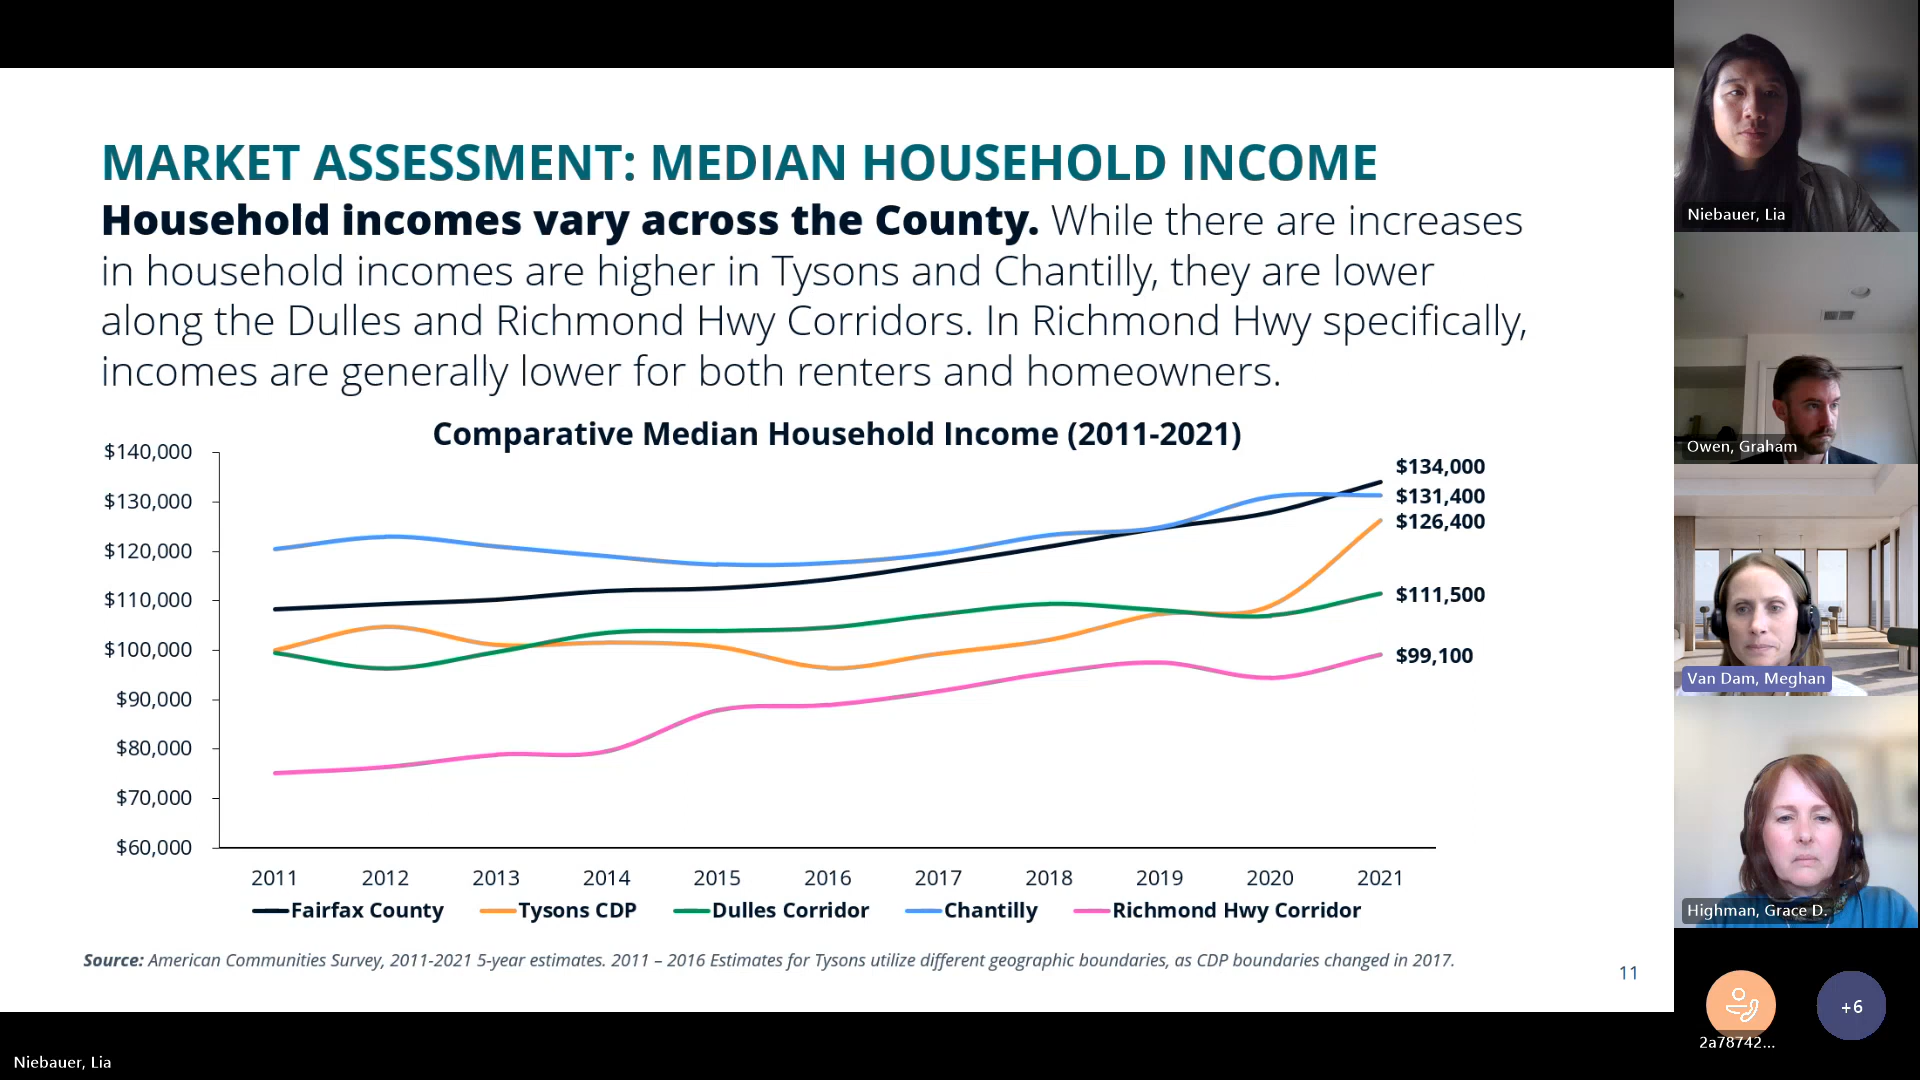 MARKET ASSESSMENT: MEDIAN HOUSEHOLD INCOME
Household incomes vary across the County. While there are increases
in household incomes are higher in Tysons and Chantilly, they are lower
along the Dulles and Richmond Hwy Corridors. In Richmond Hwy specifically,
incomes are generally lower for both renters and homeowners.
Comparative Median Household Income (2011-2021)
$140,000
$130,000
$120,000
$110,000
$100,000
$90,000
$80,000
$70,000
$60,000
$134,000
$131,400
$126,400
$111,500
$99,100
2011 2012 2013 2014 2015 2016 2017 2018 2019 2020 2021
Fairfax County Tysons CDP Dulles Corridor Chantilly Richmond Hwy Corridor
Source: American Communities Survey, 2011-2021 5-year estimates. 2011 – 2016 Estimates for Tysons utilize different geographic boundaries, as CDP boundaries changed in 2017.
11
Niebauer, Lia
Owen, Graham
Van Dam, Meghan
Highman, Grace D.
2a78742...
+6
Niebauer, Lia